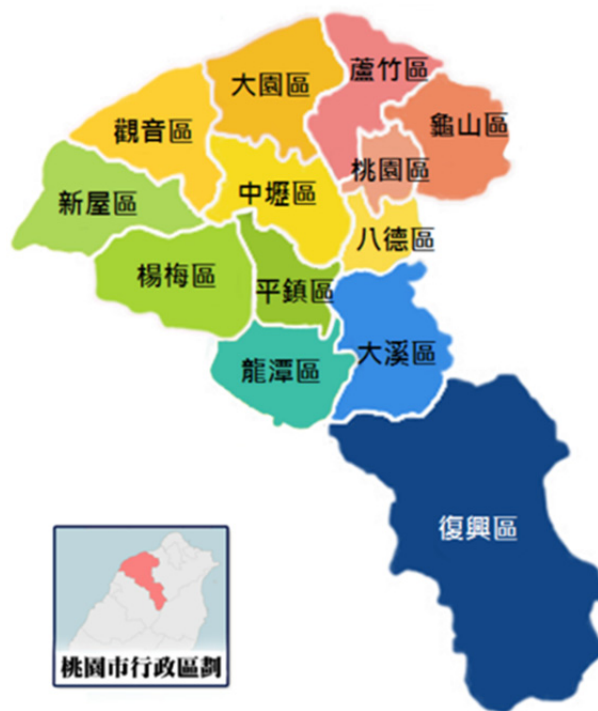 蘆竹區
大園區
龜山區
觀音區
桃園區
中壢區
新屋區
八德區
楊梅區
平鎮區
大溪區
龍潭區
復興區
桃園市行政區劃